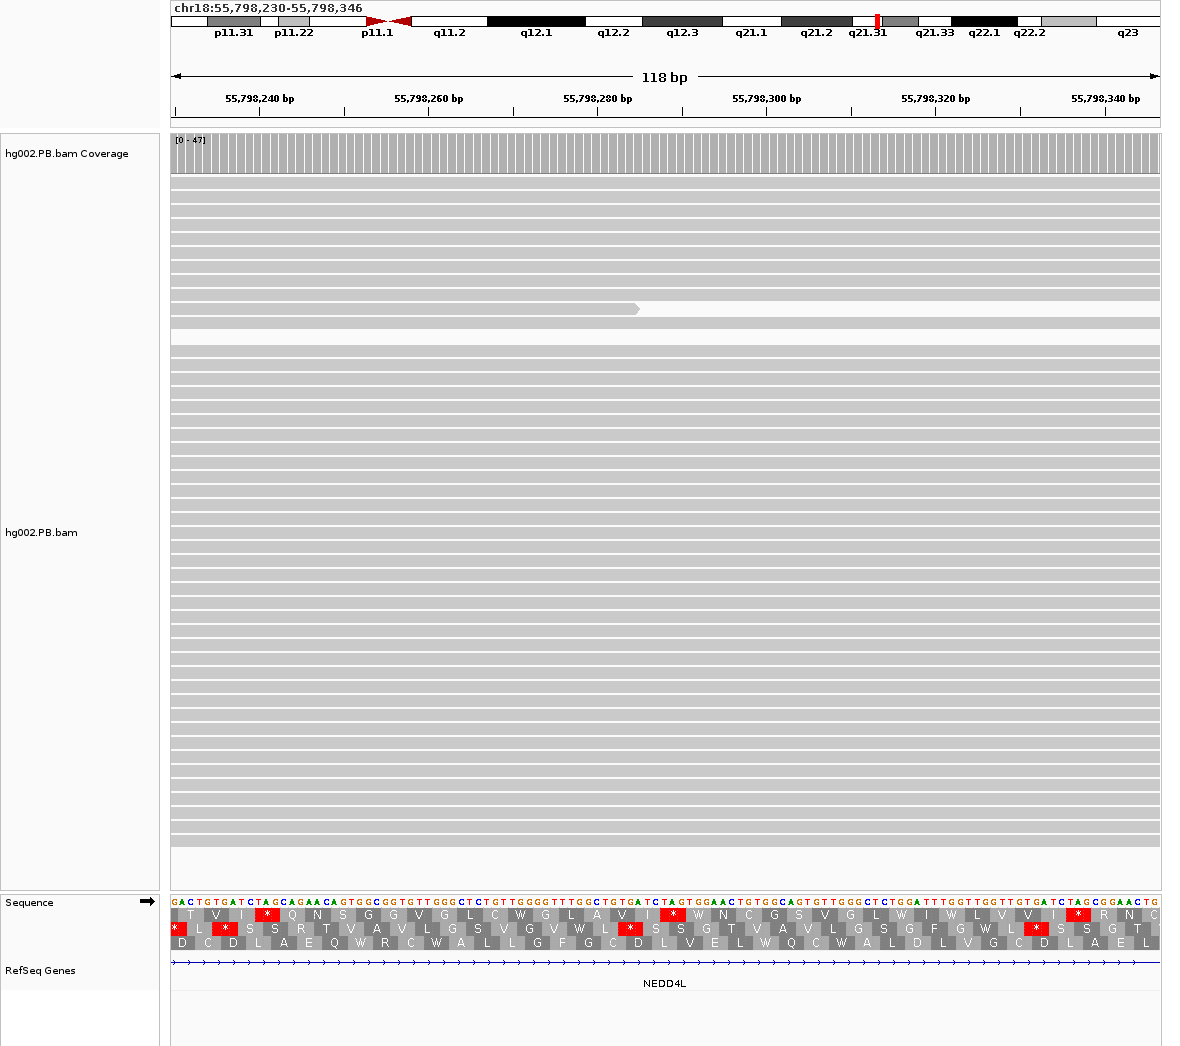 chr18:55,798,230-55,798,346
p11.31 p11.22 p11.1 q11.2 q12.1 q12.2 q12.3 q21.1 q21.2 q21.31 q21.33 q22.1 q22.2 q23
118 bp
55,798,240 bp 55,798,260 bp 55,798,280 bp 55,798,300 bp 55,798,320 bp 55,798,340 bp
[0 - 47]
hg002.PB.bam Coverage
hg002.PB.bam
Sequence
GACTGTGATCTAGCAGAACAGTGGCGGTGTTGGGCTCTGTTGGGGTTTGGCTGTGATCTAGTGGAACTGTGGCAGTGTTGGGCTCTGGATTTGGTTGGTTGTGATCTAGCGGAACTG
T V I * Q N S G G V G L C W G L A V I * W N C G S V G L W I W L V V I * R N C
* L * S S R T V A V L G S V G V W L * S S G T V A V L G S G F G W L * S S G T
D C D L A E Q W R C W A L L G F G C D L V E L W Q C W A L D L V G C D L A E L
RefSeq Genes
NEDD4L